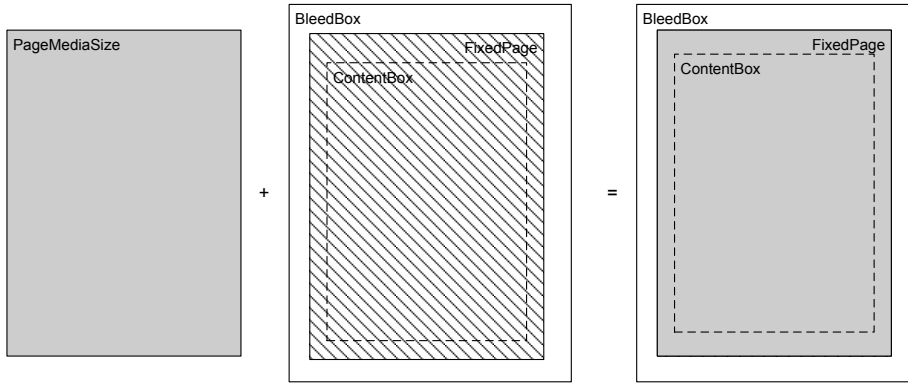 PageMediaSize
+
BleedBox
FixedPage
ContentBox
=
BleedBox
FixedPage
ContentBox